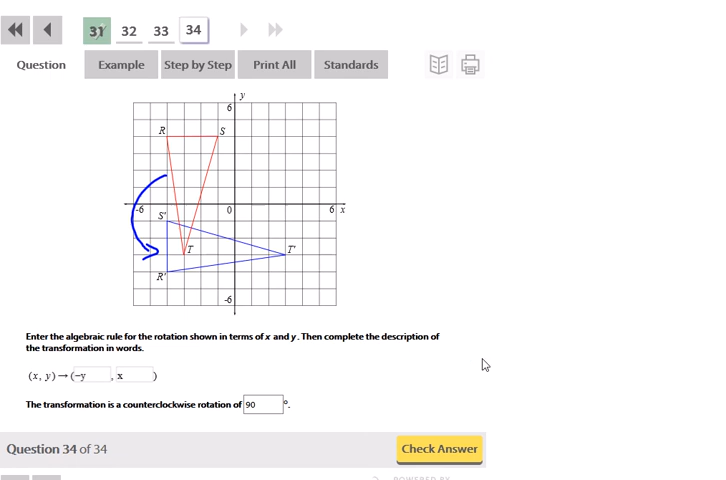 31 32 33 34
Question Example Step by Step Print All Standards
y
6
R S
-6 0 6 x
S'
T T'
R'
-6
Enter the algebraic rule for the rotation shown in terms of x and y. Then complete the description of
the transformation in words.
(x, y)→(-y , x )
The transformation is a counterclockwise rotation of 90 °.
Question 34 of 34 Check Answer
POWERED BY